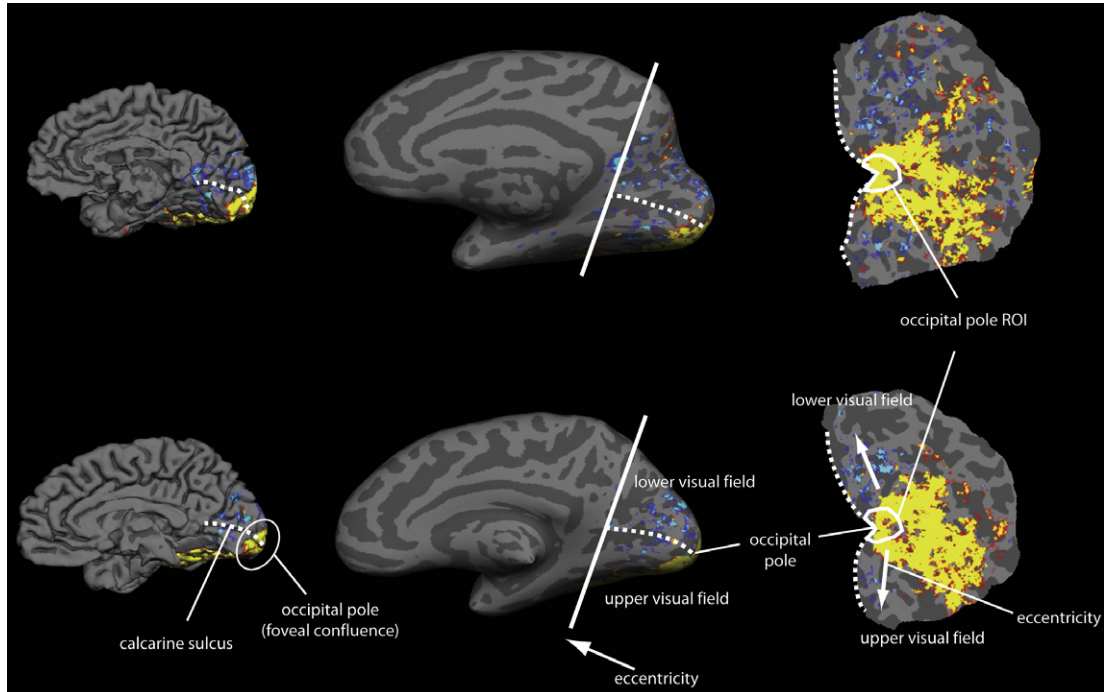 occipital pole ROI
lower visual field
lower visual field
occipital
pole
upper visual field
occipital pole
(foveal confluence)
calcarine sulcus
eccentricity
upper visual field
eccentricity